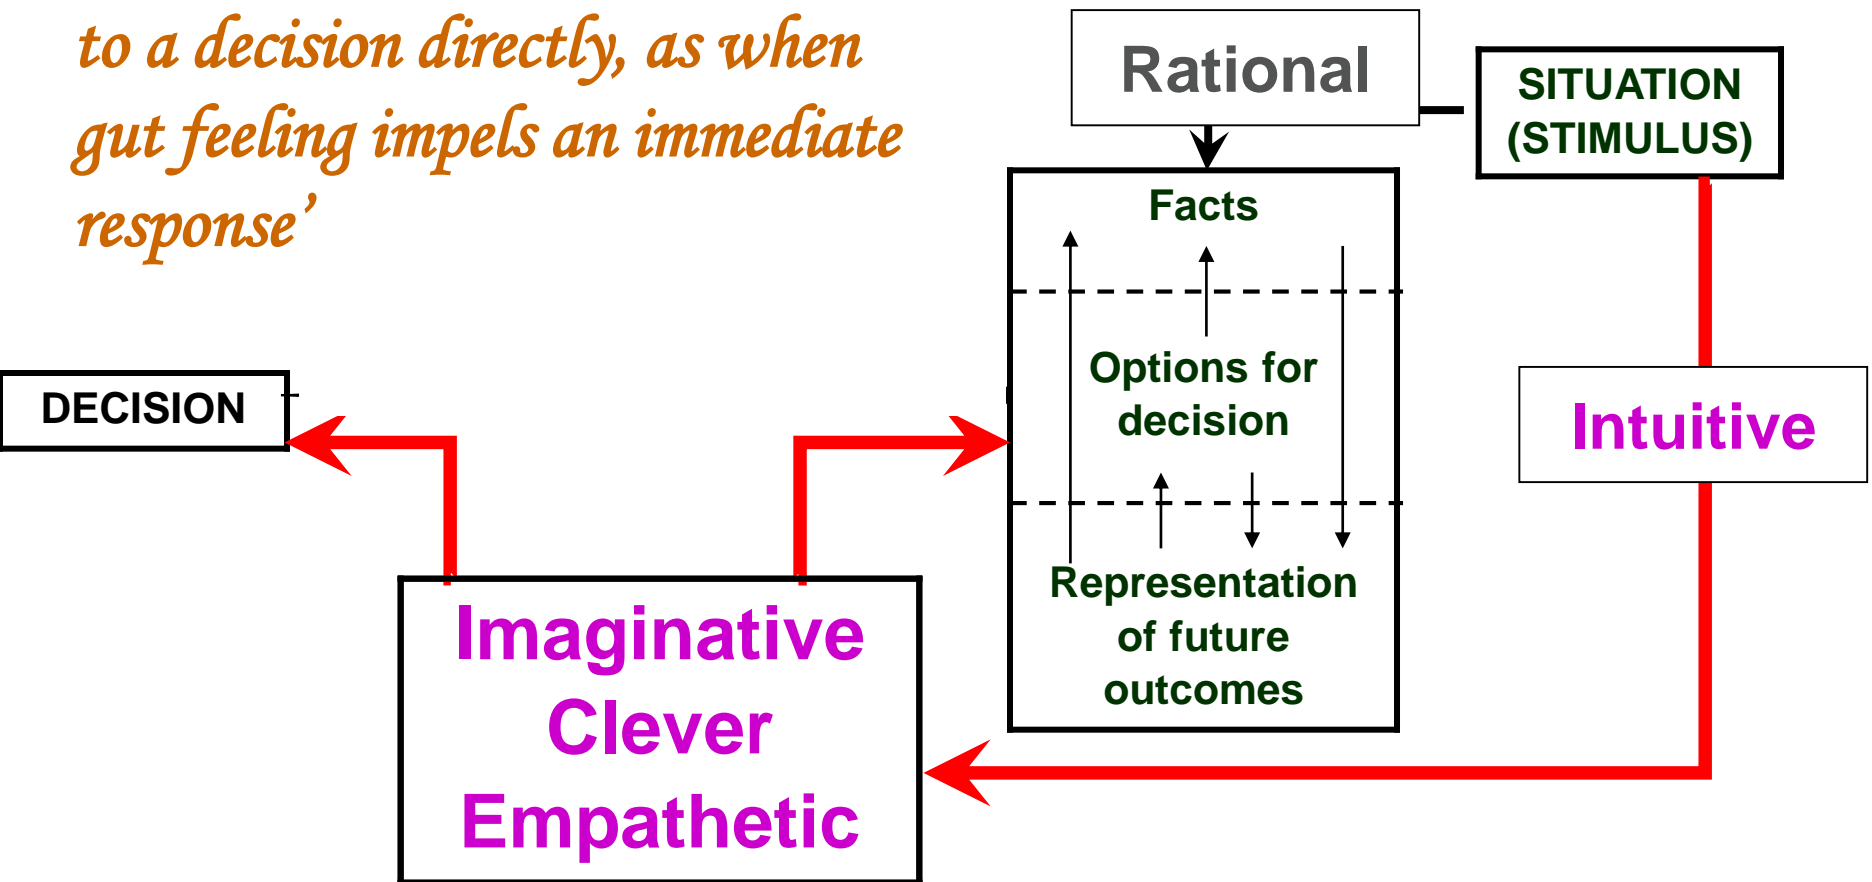 to a decision directly, as when
gut feeling impels an immediate
response’
Rational
SITUATION
(STIMULUS)
Facts
Options for
decision
Representation
of future
outcomes
Intuitive
DECISION
Imaginative
Clever
Empathetic